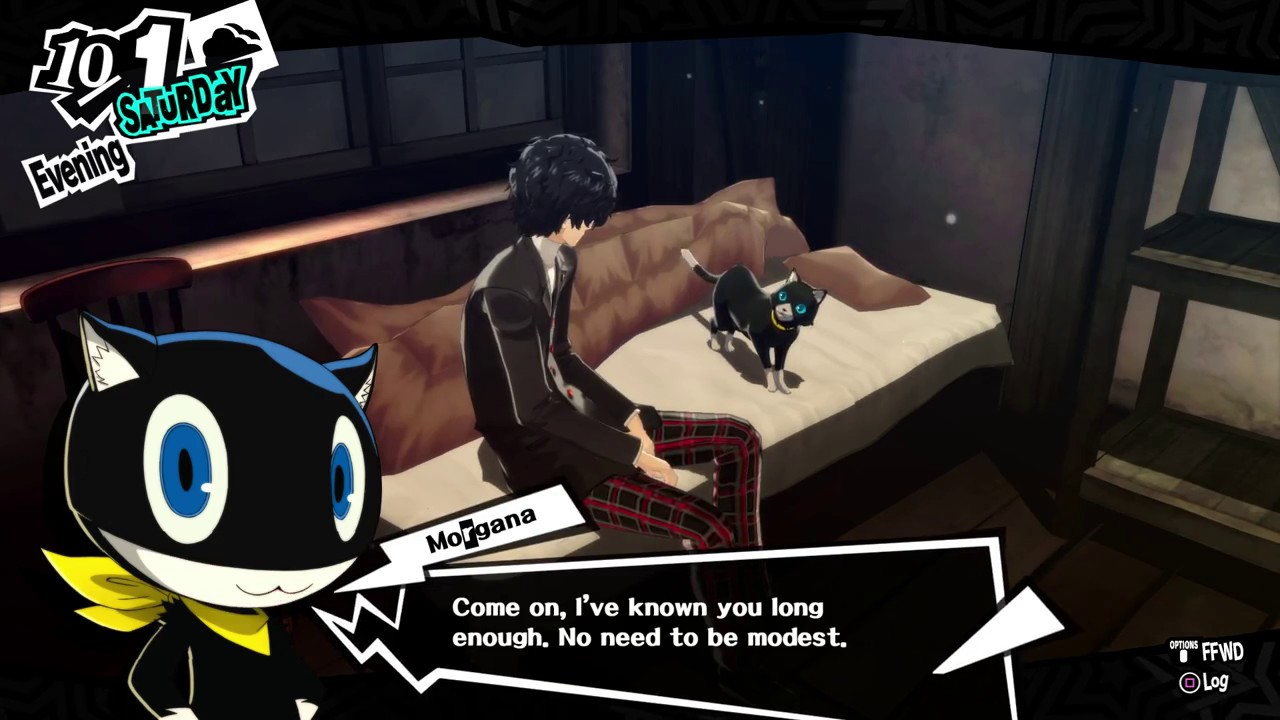 10 1
SATURDaY
Evening
Morgana
Come on, I've known you long
enough. No need to be modest.
OPTIONS FFWD
Log